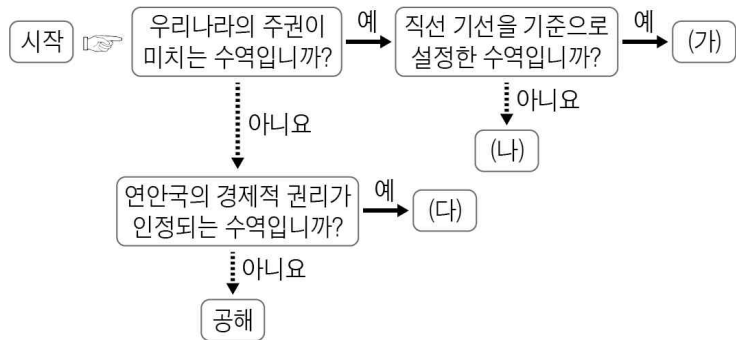 시작
우리나라의 주권이
미치는 수역입니까?
예
직선 기선을 기준으로
설정한 수역입니까?
예
(가)
아니요
아니요
(나)
연안국의 경제적 권리가
인정되는 수역입니까?
예
(다)
아니요
공해